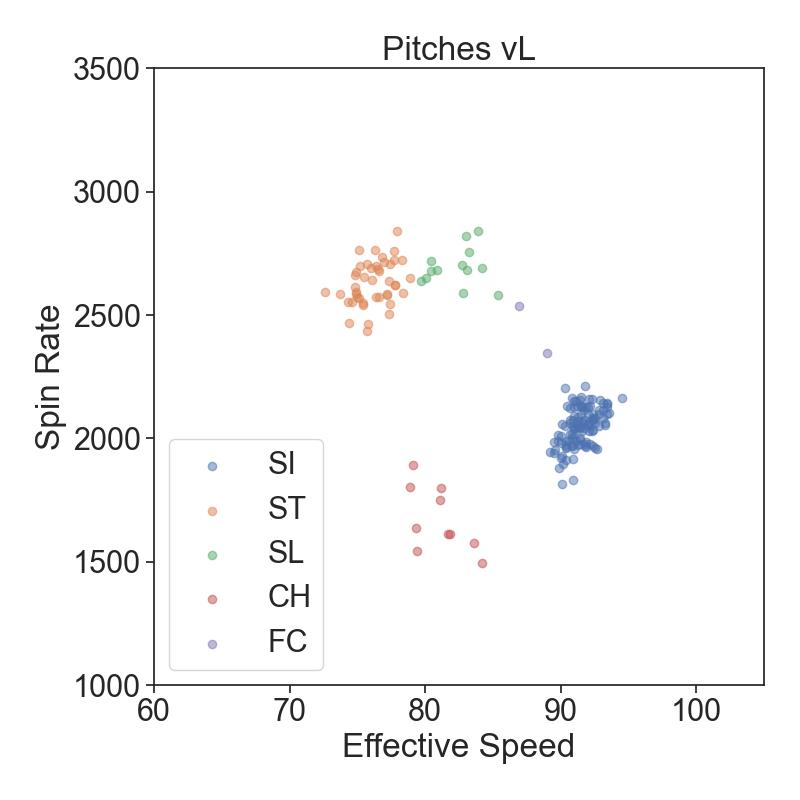 Pitches vL
3500
3000
2500
2000
1500
1000
Spin Rate
SI
ST
SL
CH
FC
60 70 80 90 100
Effective Speed